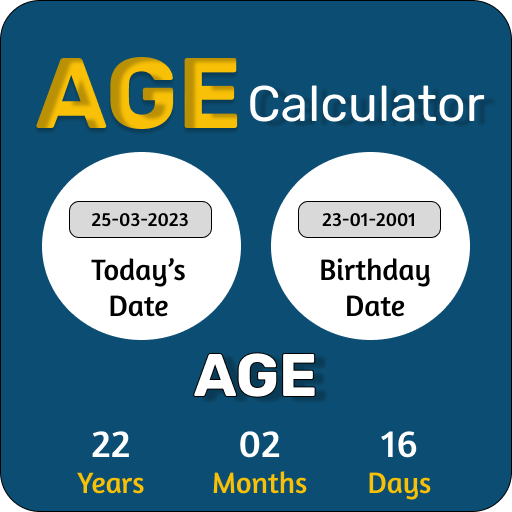 AGE Calculator
25-03-2023
Today's
Date
23-01-2001
Birthday
Date
AGE
22 02 16
Years Months Days